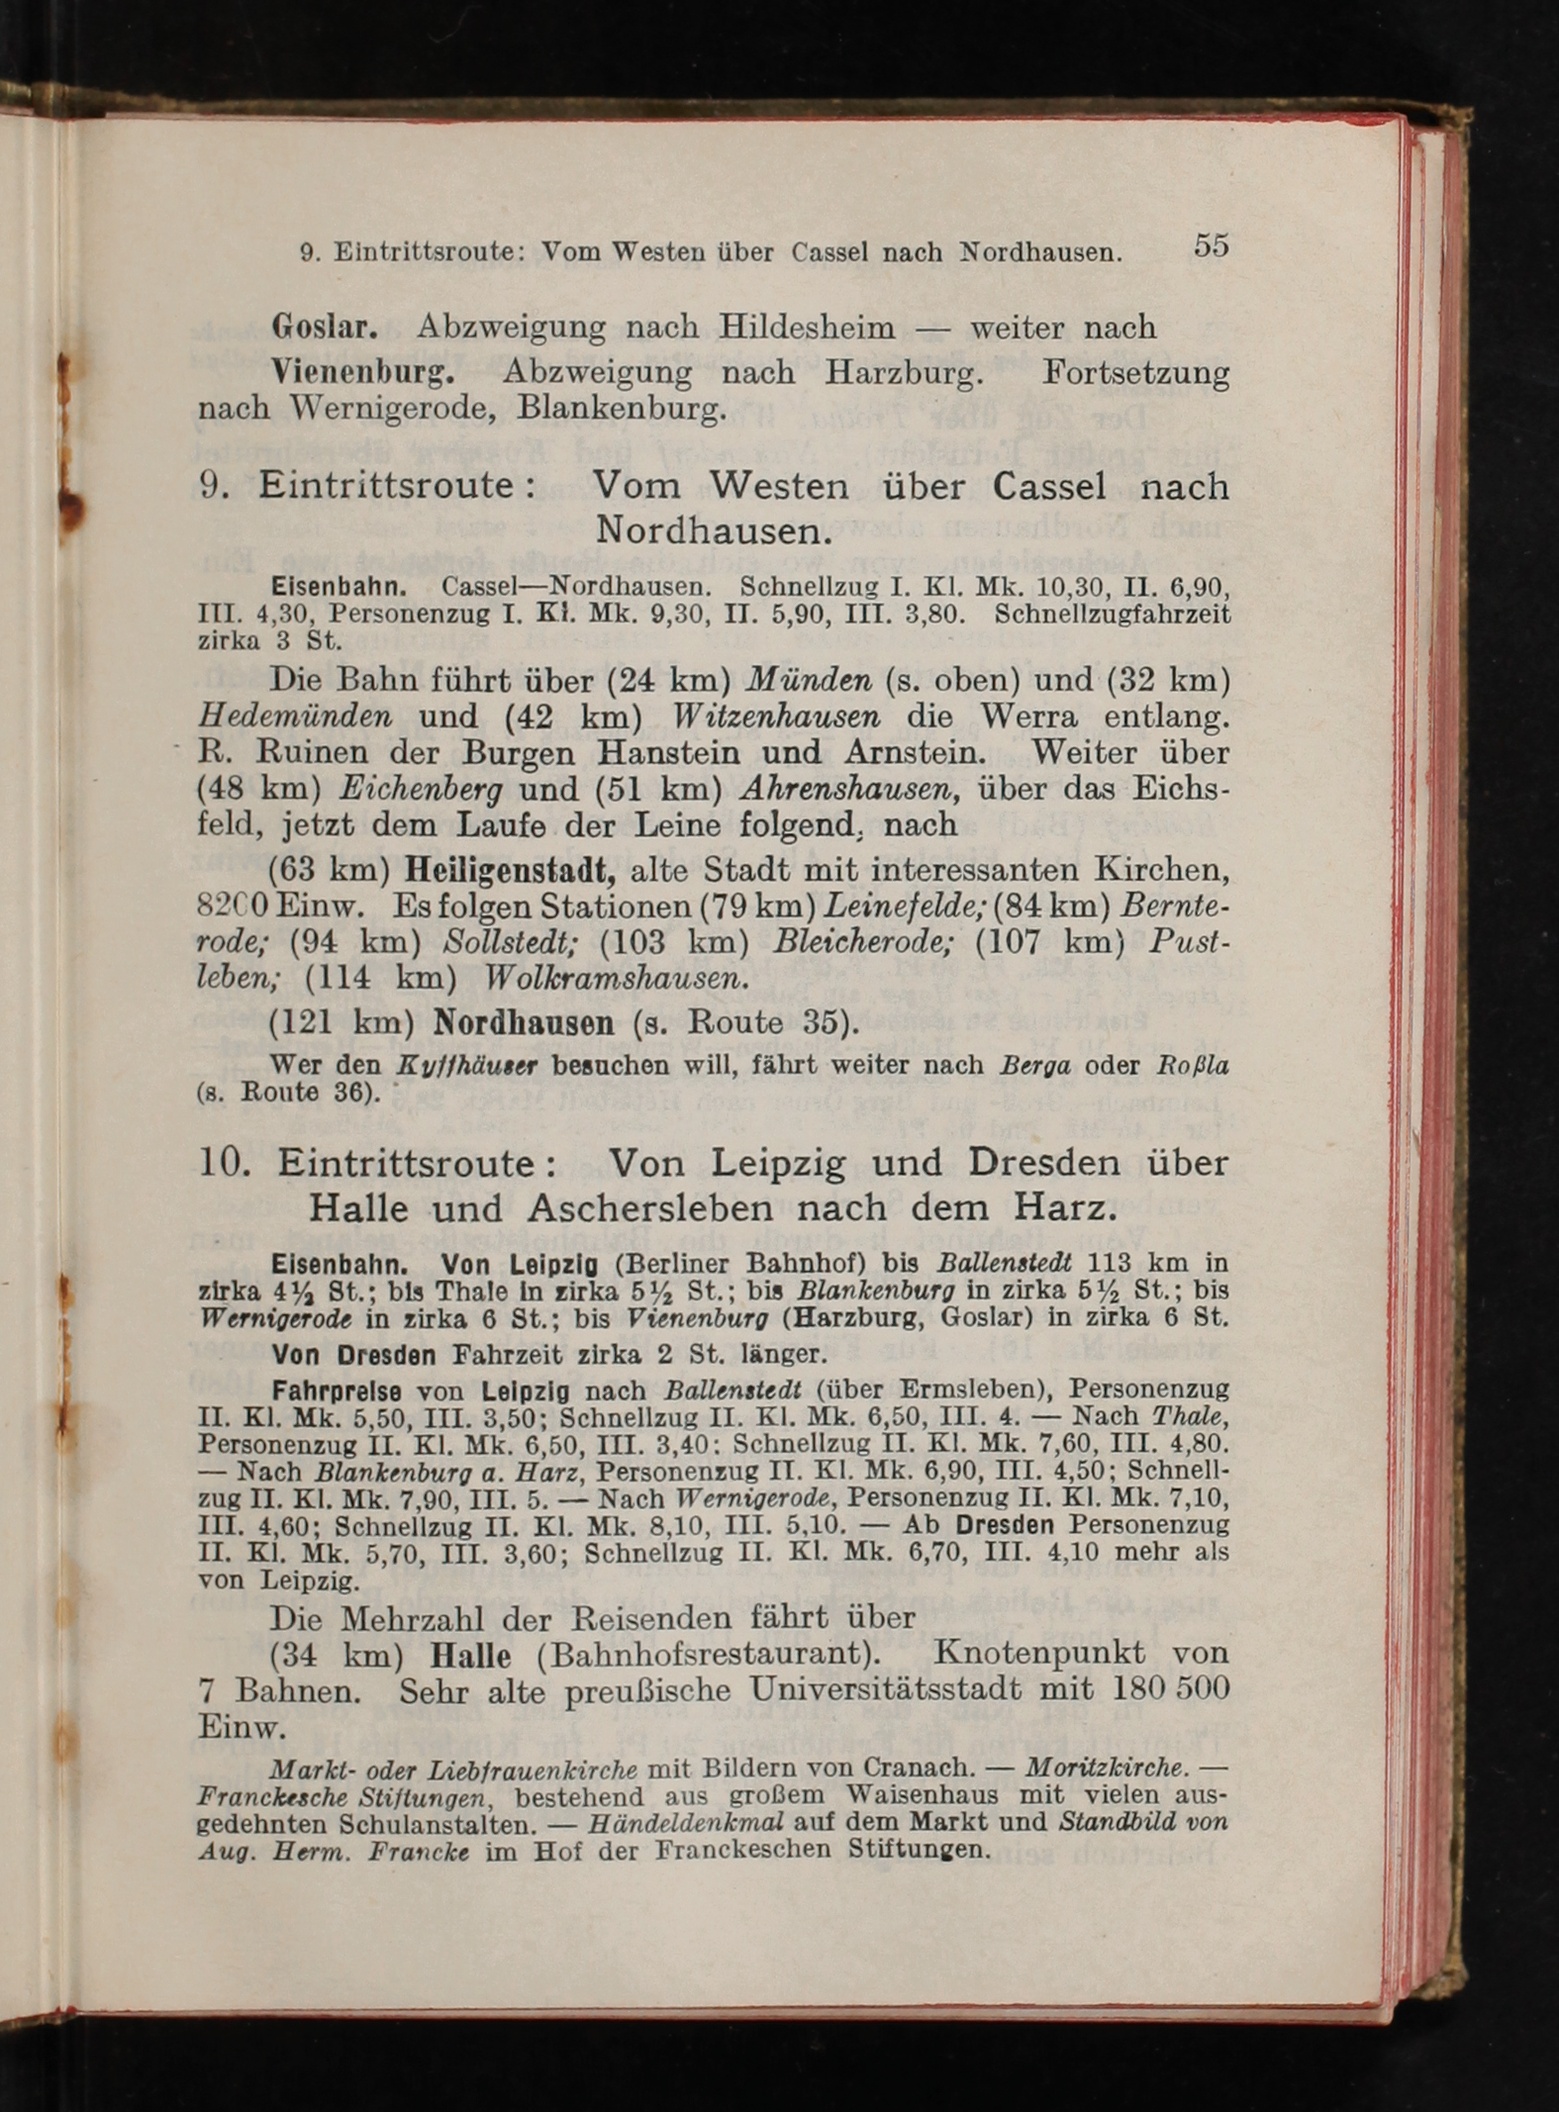 9. Eintrittsroute: Vom Westen über Cassel nach Nordhausen. 55
Goslar. Abzweigung nach Hildesheim — weiter nach
Vienenburg. Abzweigung nach Harzburg. Fortsetzung
nach Wernigerode, Blankenburg.
9. Eintrittsroute: Vom Westen über Cassel nach
Nordhausen.
Eisenbahn. Cassel—Nordhausen. Schnellzug I. Kl. Mk. 10,30, II. 6,90,
III. 4,30, Personenzug I. Kl. Mk. 9,30, II. 5,90, III. 3,80. Schnellzugfahrzeit
zirka 3 St.
Die Bahn führt über (24 km) Münden (s. oben) und (32 km)
Hedemünden und (42 km) Witzenhausen die Werra entlang.
R. Ruinen der Burgen Hanstein und Arnstein. Weiter über
(48 km) Eichenberg und (51 km) Ahrenshausen, über das Eichs-
feld, jetzt dem Laufe der Leine folgend, nach
(63 km) Heiligenstadt, alte Stadt mit interessanten Kirchen,
8200 Einw. Es folgen Stationen (79 km) Leinefelde; (84 km) Bernte-
rode; (94 km) Sollstedt; (103 km) Bleicherode; (107 km) Pust-
leben; (114 km) Wolkramshausen.
(121 km) Nordhausen (s. Route 35).
Wer den Kyffhäuser besuchen will, fährt weiter nach Berga oder Roßla
(s. Route 36).
10. Eintrittsroute: Von Leipzig und Dresden über
Halle und Aschersleben nach dem Harz.
Eisenbahn. Von Leipzig (Berliner Bahnhof) bis Ballenstedt 113 km in
zirka 4½ St.; bis Thale in zirka 5½ St.; bis Blankenburg in zirka 5½ St.; bis
Wernigerode in zirka 6 St.; bis Vienenburg (Harzburg, Goslar) in zirka 6 St.
Von Dresden Fahrzeit zirka 2 St. länger.
Fahrpreise von Leipzig nach Ballenstedt (über Ermsleben), Personenzug
II. Kl. Mk. 5,50, III. 3,50; Schnellzug II. Kl. Mk. 6,50, III. 4. — Nach Thale,
Personenzug II. Kl. Mk. 6,50, III. 3,40: Schnellzug II. Kl. Mk. 7,60, III. 4,80.
— Nach Blankenburg a. Harz, Personenzug II. Kl. Mk. 6,90, III. 4,50; Schnell-
zug II. Kl. Mk. 7,90, III. 5. — Nach Wernigerode, Personenzug II. Kl. Mk. 7,10,
III. 4,60; Schnellzug II. Kl. Mk. 8,10, III. 5,10. — Ab Dresden Personenzug
II. Kl. Mk. 5,70, III. 3,60; Schnellzug II. Kl. Mk. 6,70, III. 4,10 mehr als
von Leipzig.
Die Mehrzahl der Reisenden fährt über
(34 km) Halle (Bahnhofsrestaurant). Knotenpunkt von
7 Bahnen. Sehr alte preußische Universitätsstadt mit 180 500
Einw.
Markt- oder Liebfrauenkirche mit Bildern von Cranach. — Moritzkirche. —
Franckesche Stiftungen, bestehend aus großem Waisenhaus mit vielen aus-
gedehnten Schulanstalten. — Händeldenkmal auf dem Markt und Standbild von
Aug. Herm. Francke im Hof der Franckeschen Stiftungen.